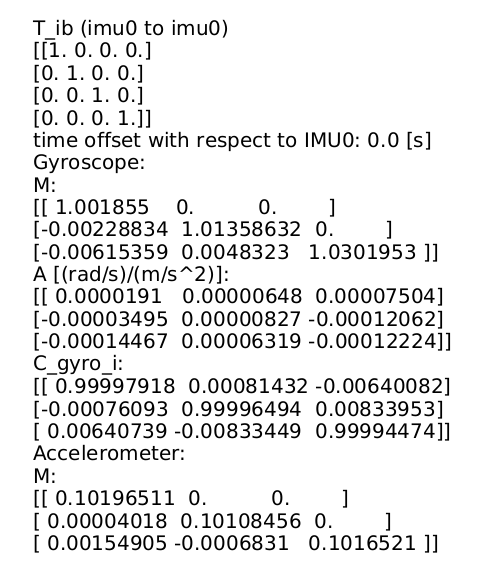 T_ib (imu0 to imu0)
[[1. 0. 0. 0.]
[0. 1. 0. 0.]
[0. 0. 1. 0.]
[0. 0. 0. 1.]]
time offset with respect to IMU0: 0.0 [s]
Gyroscope:
M:
[[ 1.001855    0.          0.        ]
[-0.00228834  1.01358632  0.        ]
[-0.00615359  0.0048323   1.0301953 ]]
A [(rad/s)/(m/s^2)]:
[[ 0.0000191   0.00000648  0.00007504]
[-0.00003495  0.00000827 -0.00012062]
[-0.00014467  0.00006319 -0.00012224]]
C_gyro_i:
[[ 0.99997918  0.00081432 -0.00640082]
[-0.00076093  0.99996494  0.00833953]
[ 0.00640739 -0.00833449  0.99994474]]
Accelerometer:
M:
[[ 0.10196511  0.          0.        ]
[ 0.00004018  0.10108456  0.        ]
[ 0.00154905 -0.0006831   0.1016521 ]]